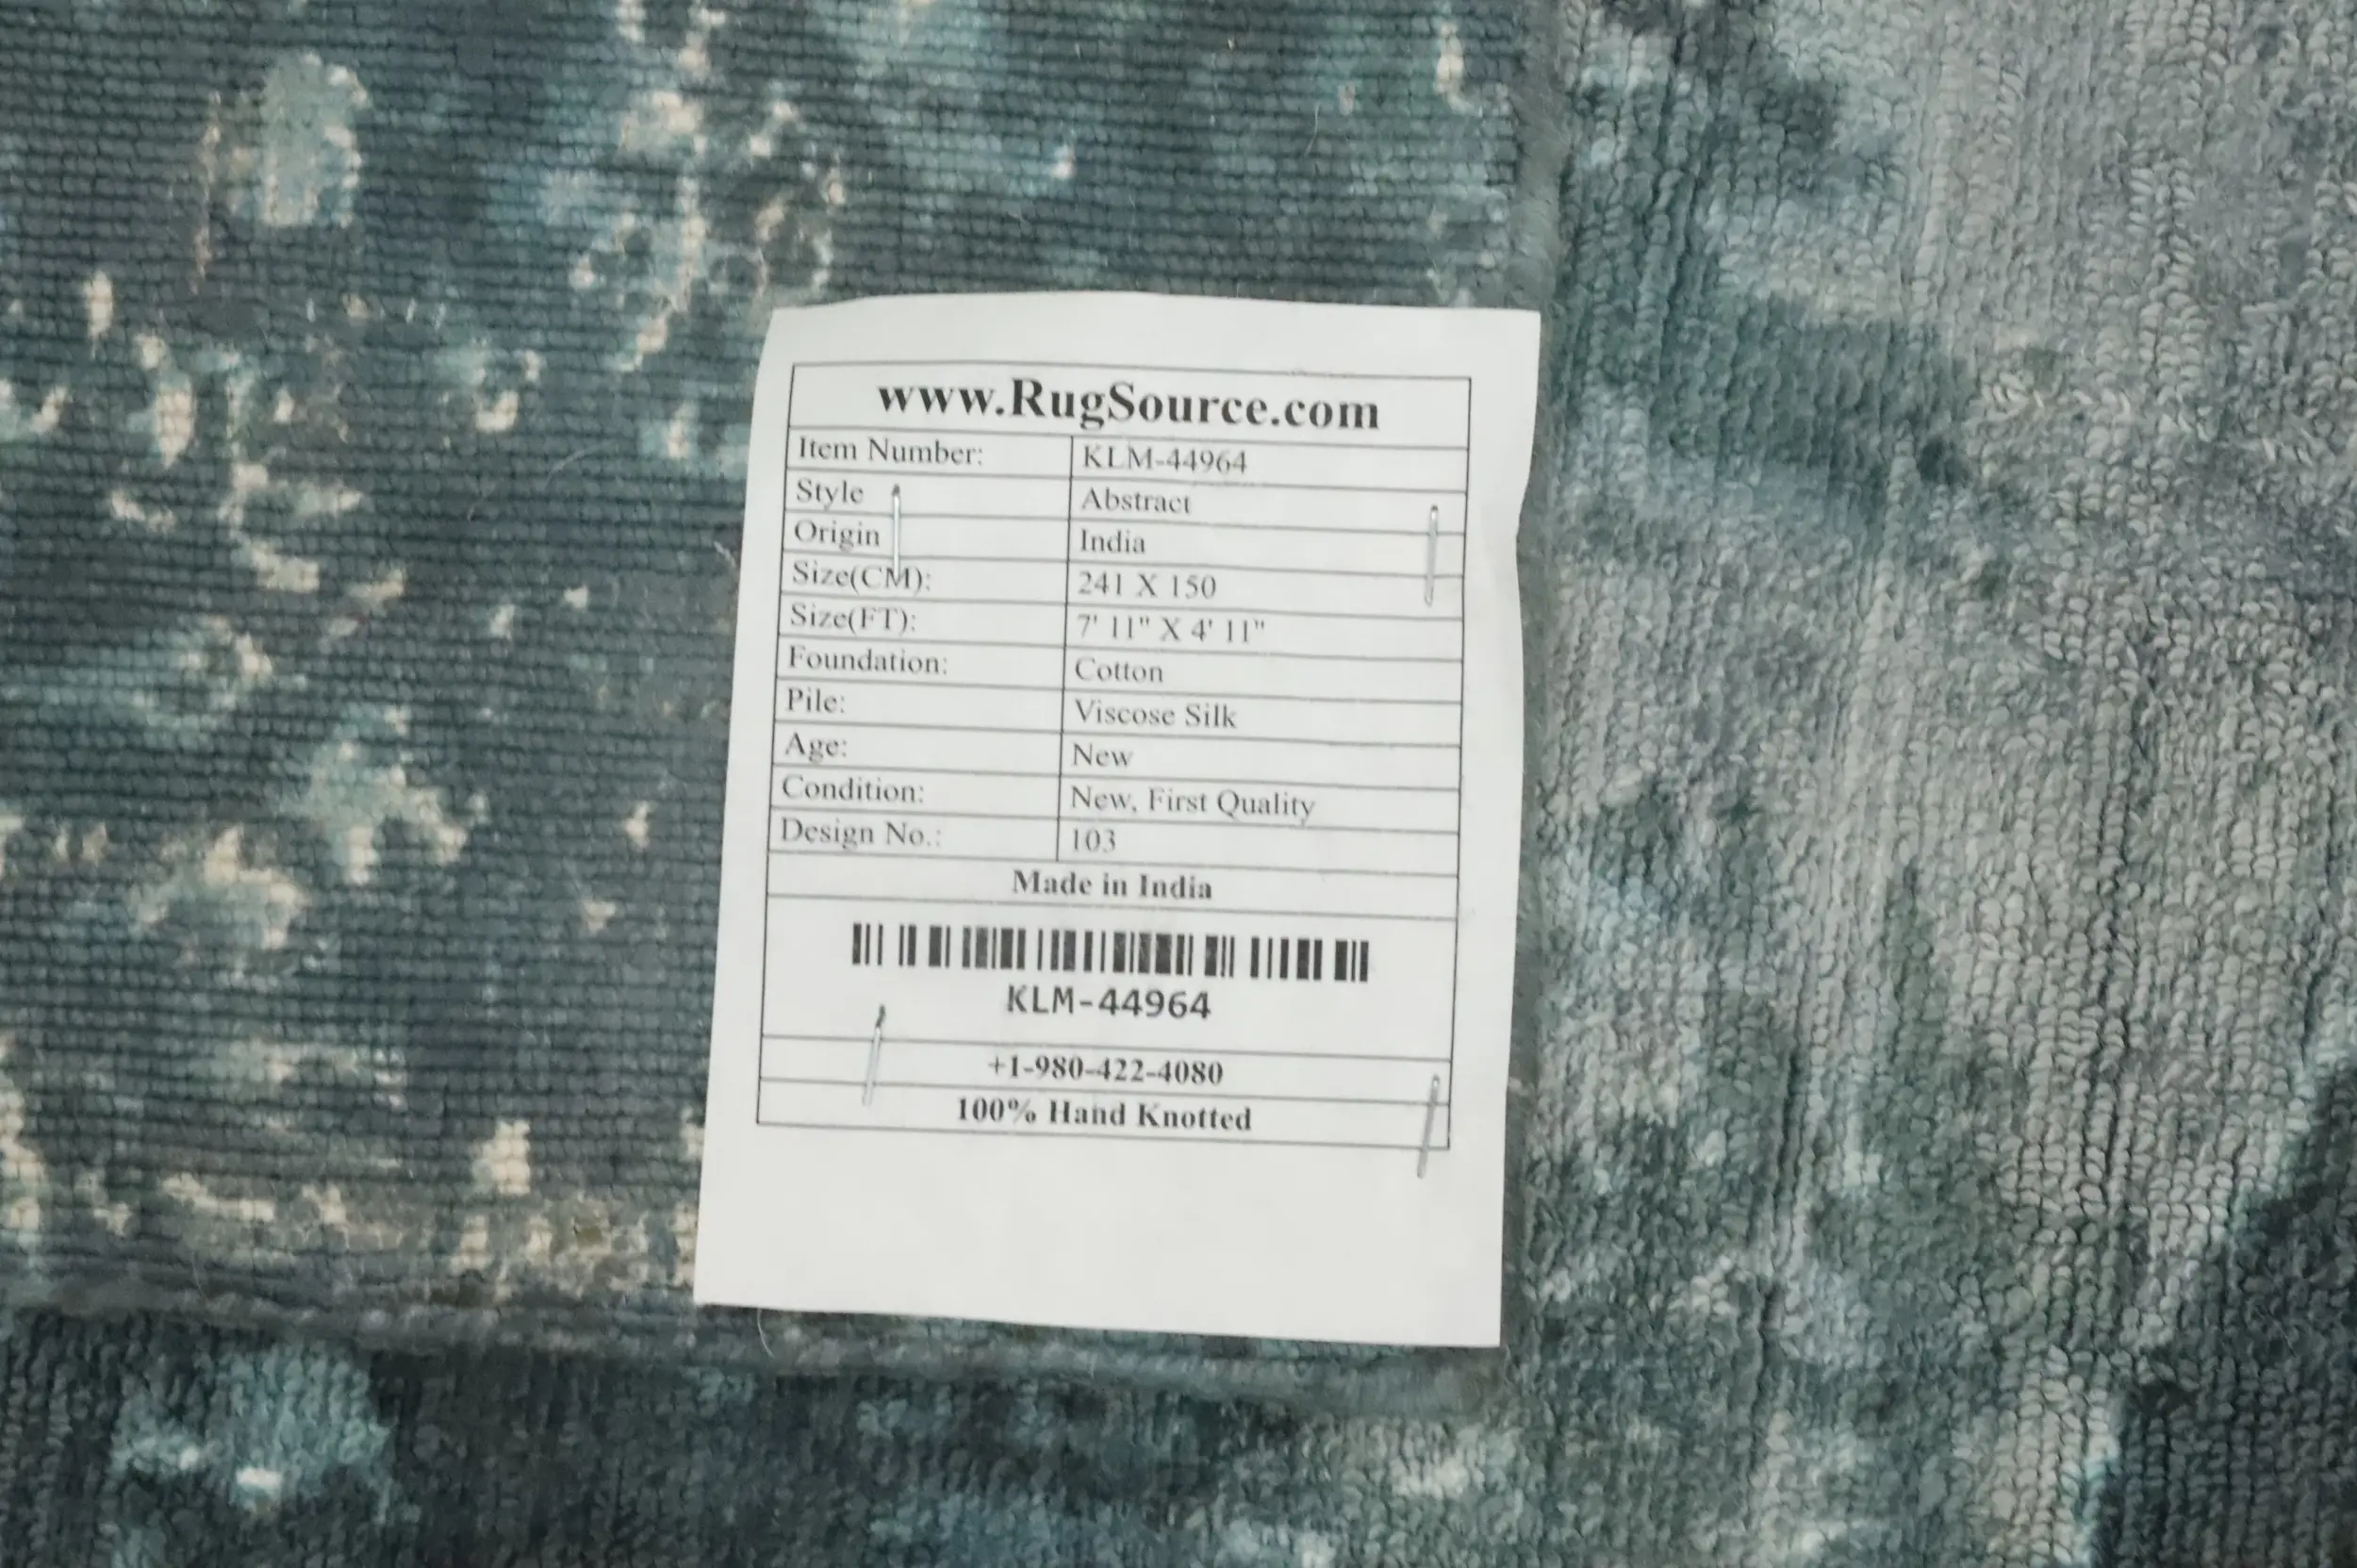 www.RugSource.com
Item Number: KLM-44964
Style Abstract
Origin India
Size(CM): 241 X 150
Size(FT): 7' 11" X 4' 11"
Foundation: Cotton
Pile: Viscose Silk
Age: New
Condition: New, First Quality
Design No.: 103
Made in India
KLM-44964
+1-980-422-4080
100% Hand Knotted